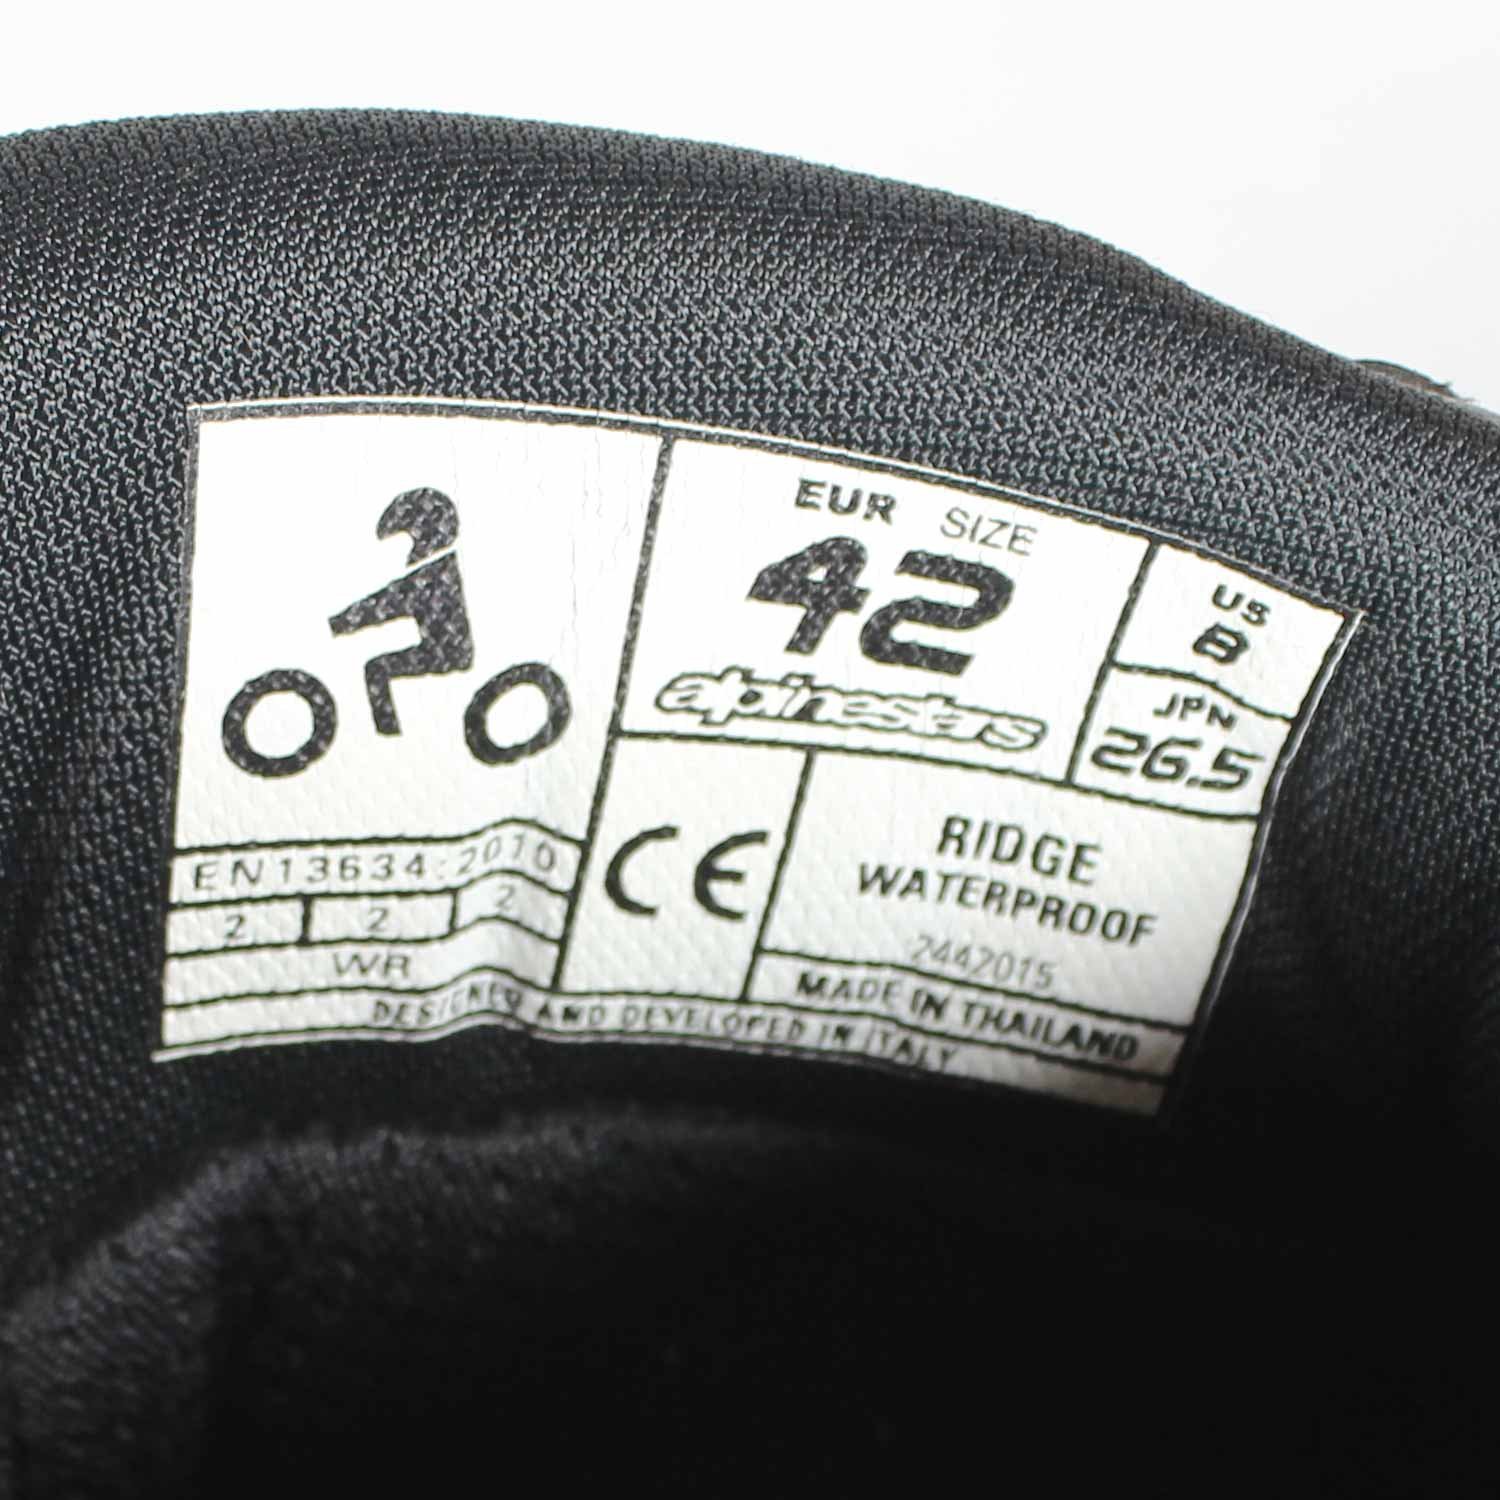 EUR SIZE
42
alpinestars
US
8
JPN
26.5
EN13634:2010
2 2 2
WR
CE
RIDGE
WATERPROOF
2442015
MADE IN THAILAND
DESIGNED AND DEVELOPED IN ITALY